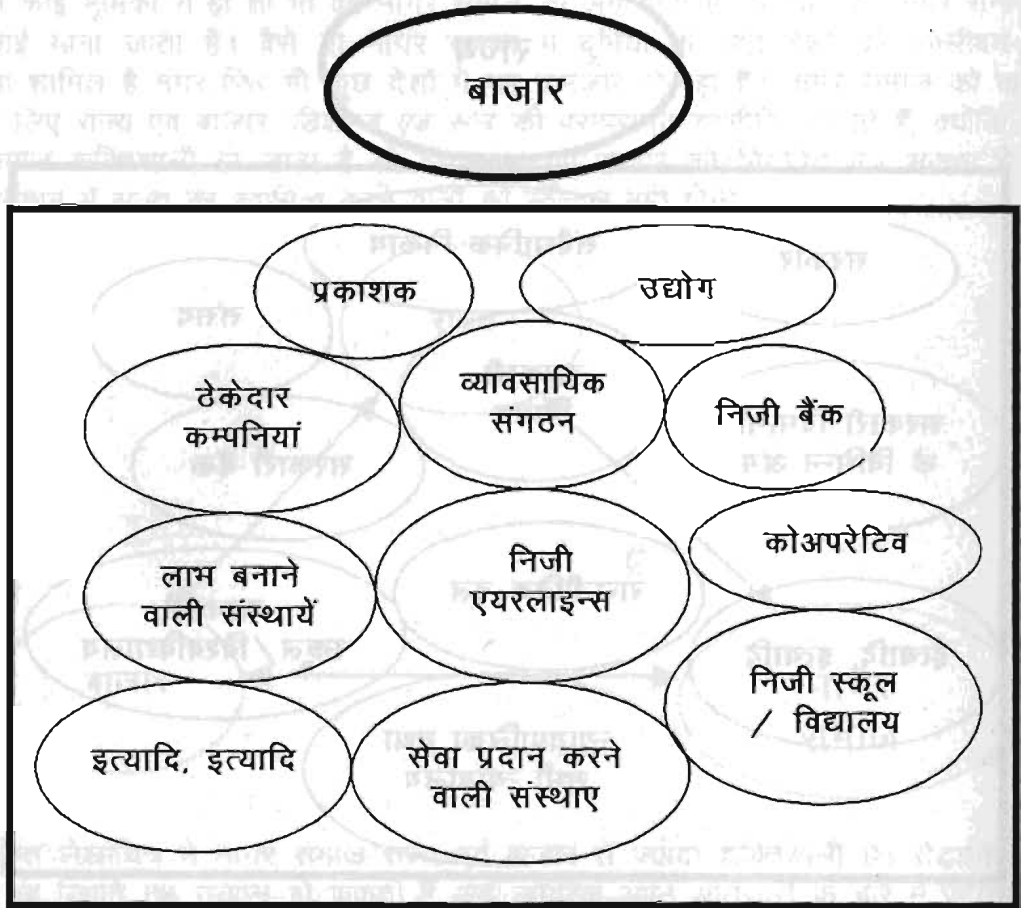 बाजार
प्रकाशक
उद्योग
ठेकेदार
कम्पनियां
व्यावसायिक
संगठन
निजी बैंक
लाभ बनाने
वाली संस्थायें
निजी
एयरलाइन्स
कोअपरेटिव
निजी स्कूल
/ विद्यालय
इत्यादि, इत्यादि
सेवा प्रदान करने
वाली संस्थाए